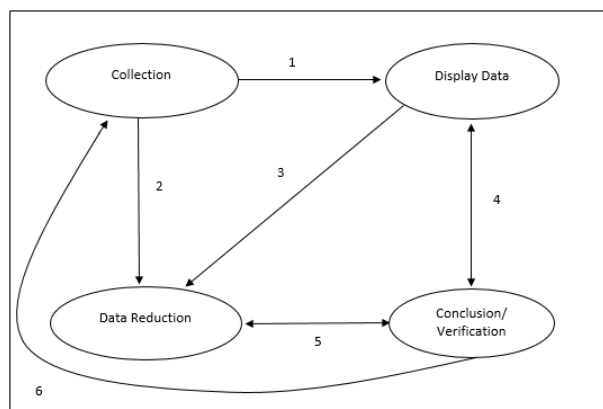 Collection
1
Display Data
2
3
4
Data Reduction
5
Conclusion/
Verification
6